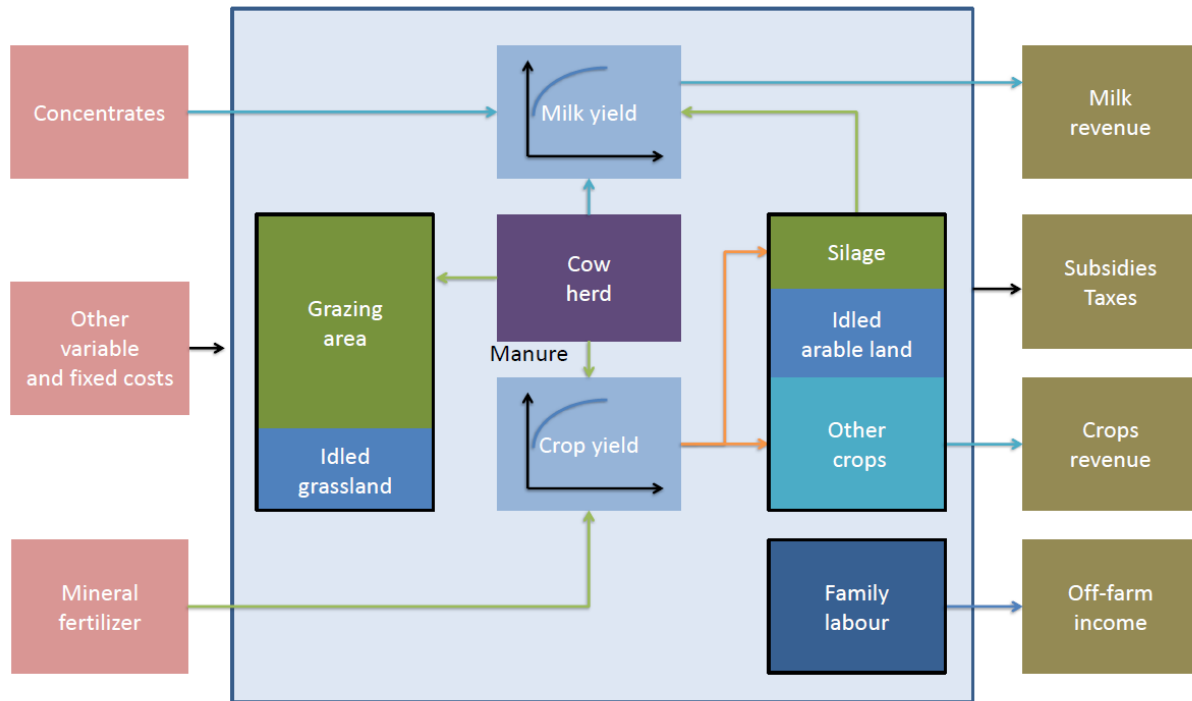 Concentrates
Milk yield
Milk
revenue
Grazing
area
Idled
grassland
Cow
herd
Manure
Silage
Idled
arable land
Other
crops
Subsidies
Taxes
Other
variable
and fixed costs
Crop yield
Crops
revenue
Mineral
fertilizer
Family
labour
Off-farm
income